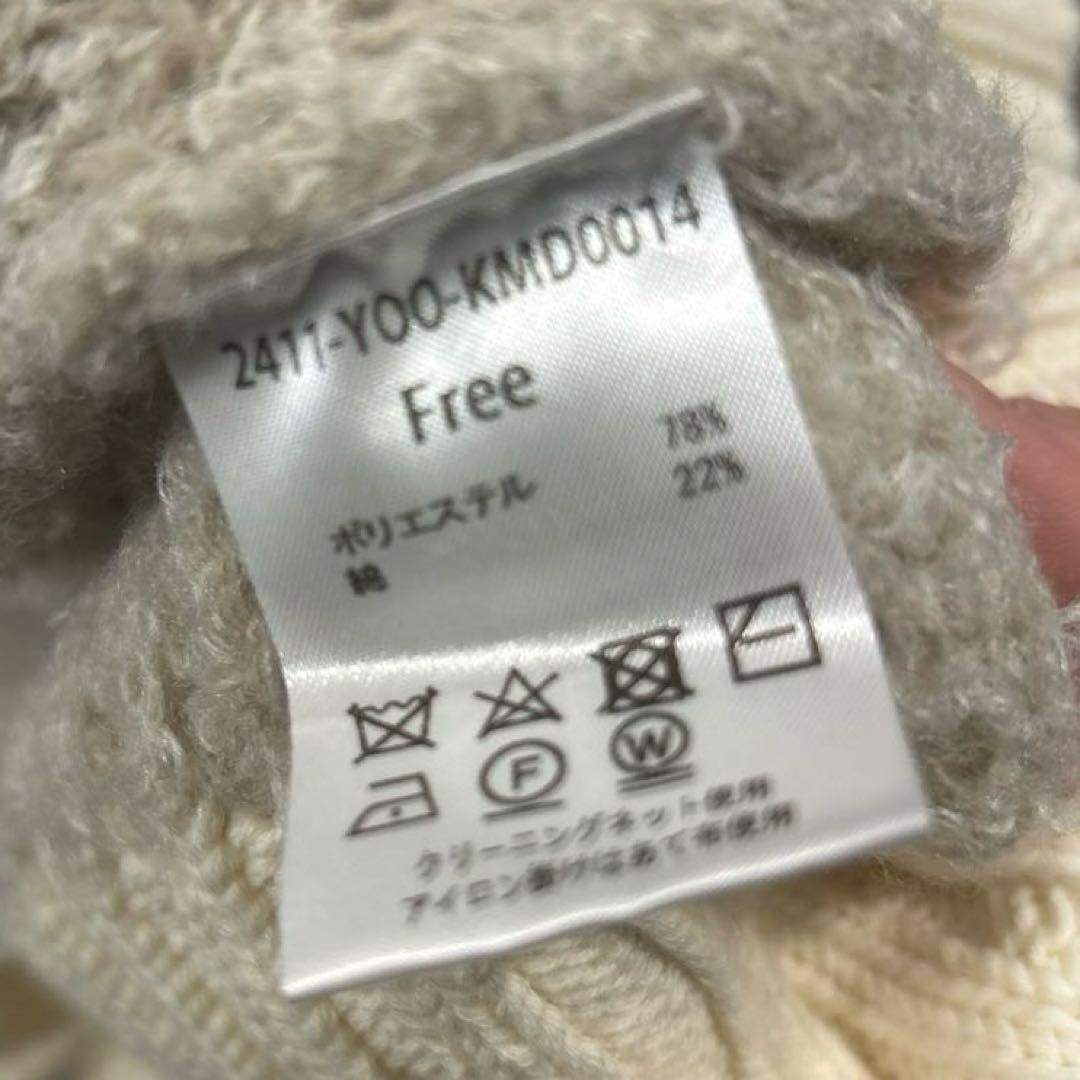 2411-YOO-KMD0014
Free
ポリエステル 78%
綿 22%
F W
クリーニングネット使用
アイロン掛けはあて布使用